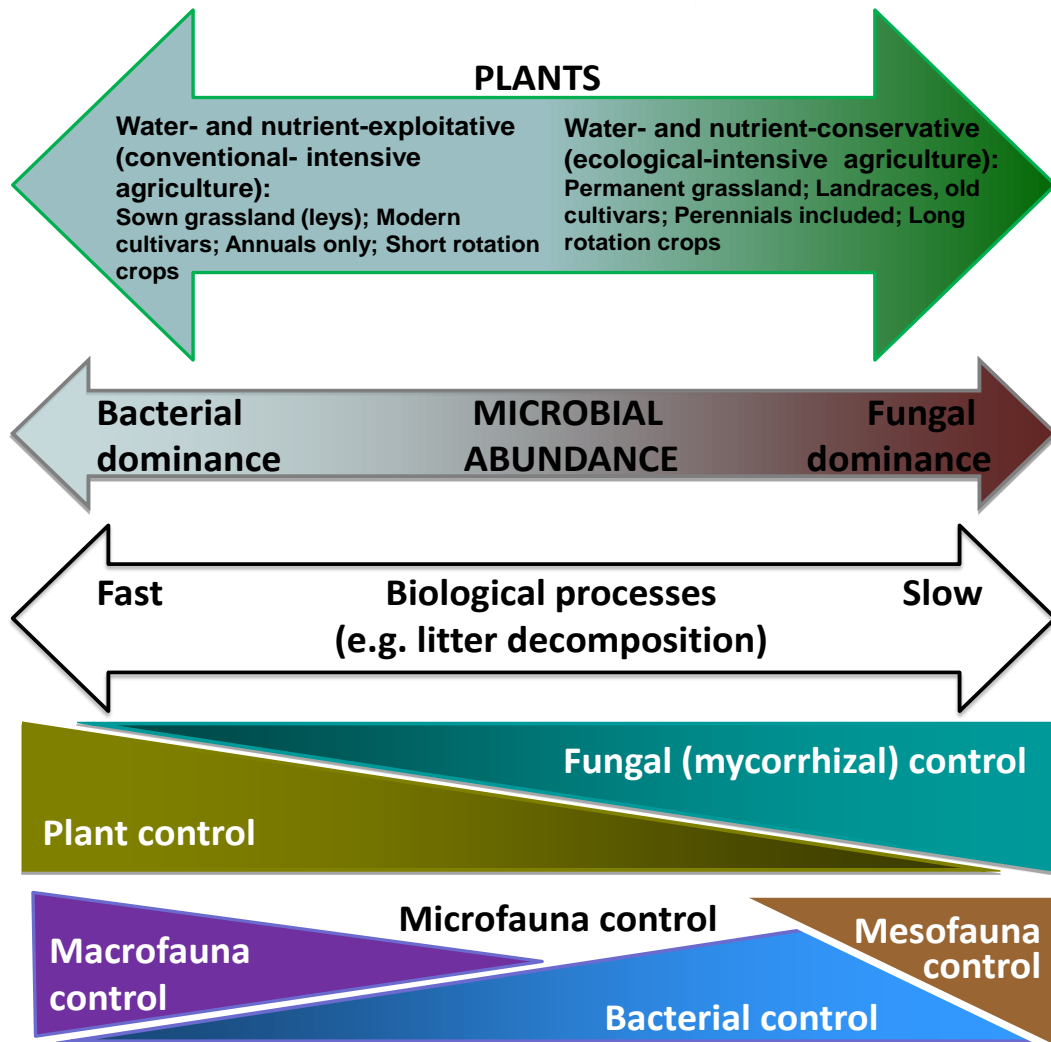 PLANTS
Water- and nutrient-exploitative
(conventional- intensive
agriculture):
Sown grassland (leys); Modern
cultivars; Annuals only; Short rotation
crops
Water- and nutrient-conservative
(ecological-intensive agriculture):
Permanent grassland; Landraces, old
cultivars; Perennials included; Long
rotation crops
Bacterial
dominance
MICROBIAL
ABUNDANCE
Fungal
dominance
Fast
Biological processes
(e.g. litter decomposition)
Slow
Fungal (mycorrhizal) control
Plant control
Macrofauna
control
Microfauna control
Mesofauna
control
Bacterial control